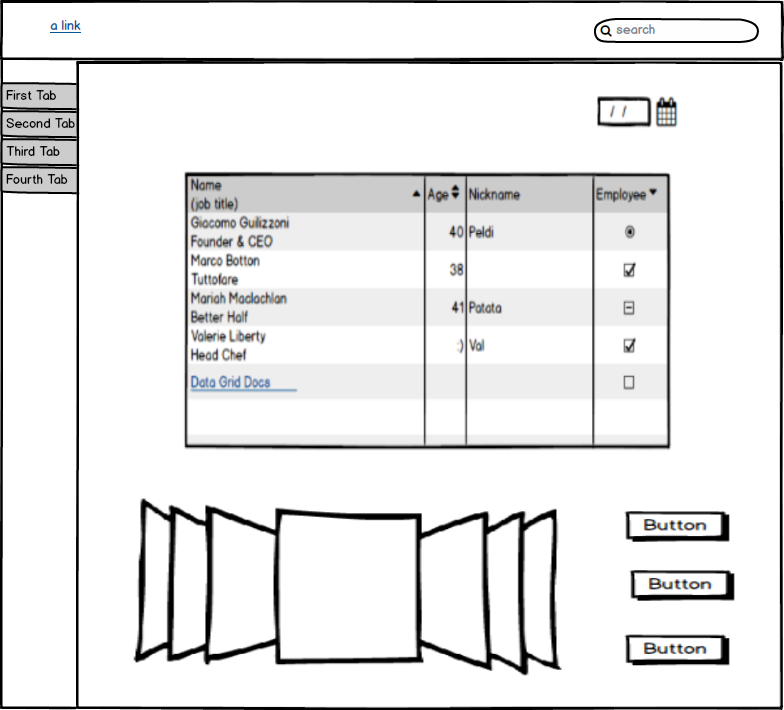 a link
search
First Tab
Second Tab
Third Tab
Fourth Tab
/ /
Name
(job title)
Age
Nickname
Employee
Giacomo Guilizzoni
Founder & CEO
40
Peldi
Marco Botton
Tuttofare
38
Mariah Maclachlan
Better Half
41
Patata
Valerie Liberty
Head Chef
:)
Val
Data Grid Docs
Button
Button
Button